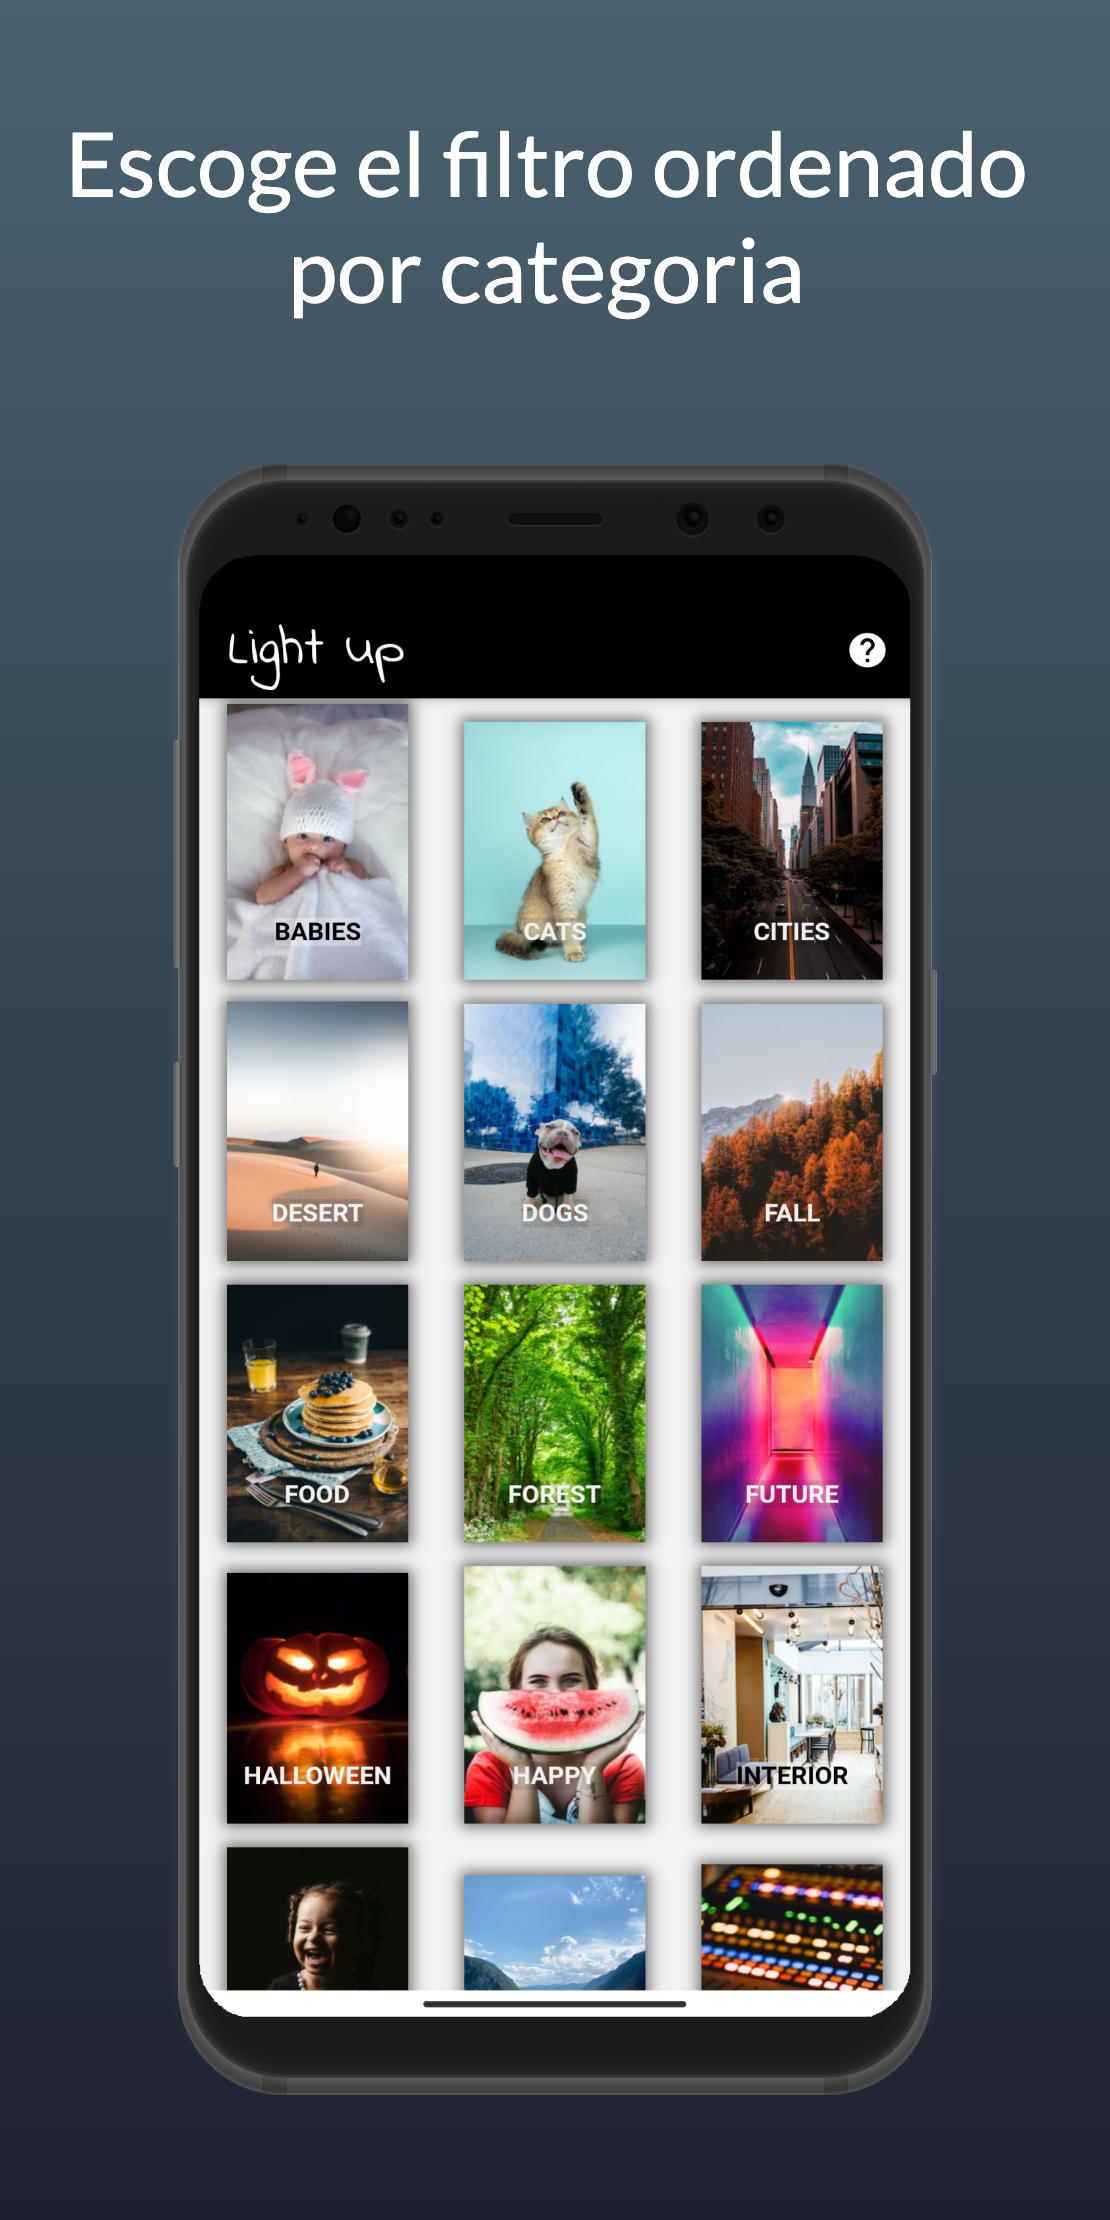 Escoge el filtro ordenado
por categoria
Light up
?
BABIES
CATS
CITIES
DESERT
DOGS
FALL
FOOD
FOREST
FUTURE
HALLOWEEN
HAPPY
INTERIOR